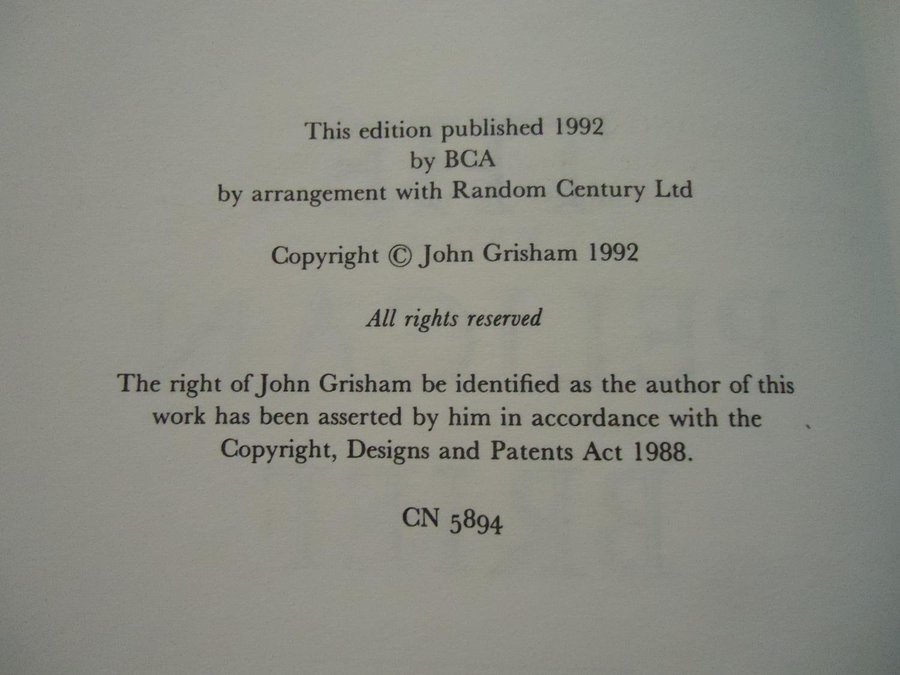 This edition published 1992
by BCA
by arrangement with Random Century Ltd
Copyright © John Grisham 1992
All rights reserved
The right of John Grisham be identified as the author of this
work has been asserted by him in accordance with the
Copyright, Designs and Patents Act 1988.
CN 5894